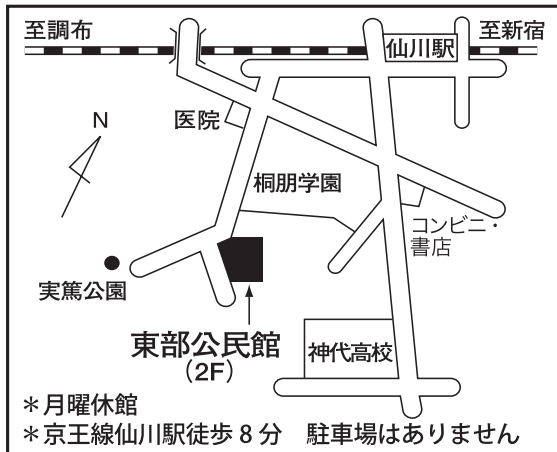 至調布
仙川駅
至新宿
医院
N
桐朋学園
コンビニ・
書店
実篤公園
東部公民館
(2F)
神代高校
＊月曜休館
＊京王線仙川駅徒歩８分　駐車場はありません